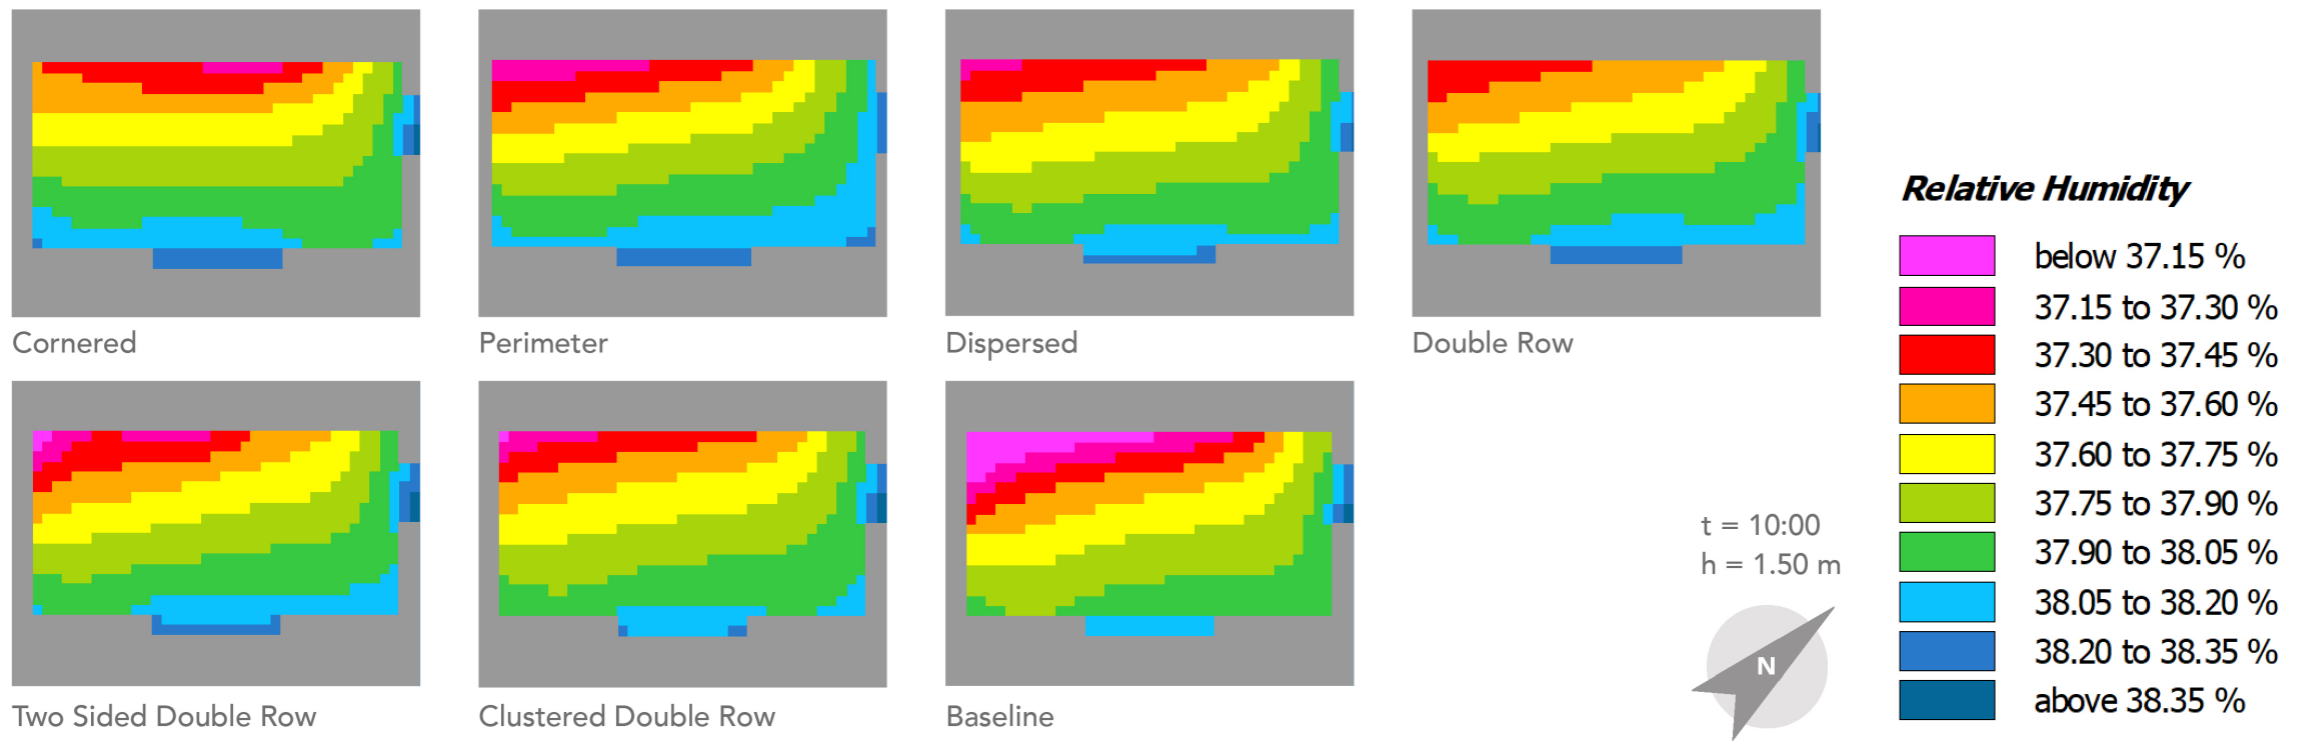 Cornered
Perimeter
Dispersed
Double Row
Two Sided Double Row
Clustered Double Row
Baseline
t = 10:00
h = 1.50 m
N
Relative Humidity
below 37.15 %
37.15 to 37.30 %
37.30 to 37.45 %
37.45 to 37.60 %
37.60 to 37.75 %
37.75 to 37.90 %
37.90 to 38.05 %
38.05 to 38.20 %
38.20 to 38.35 %
above 38.35 %